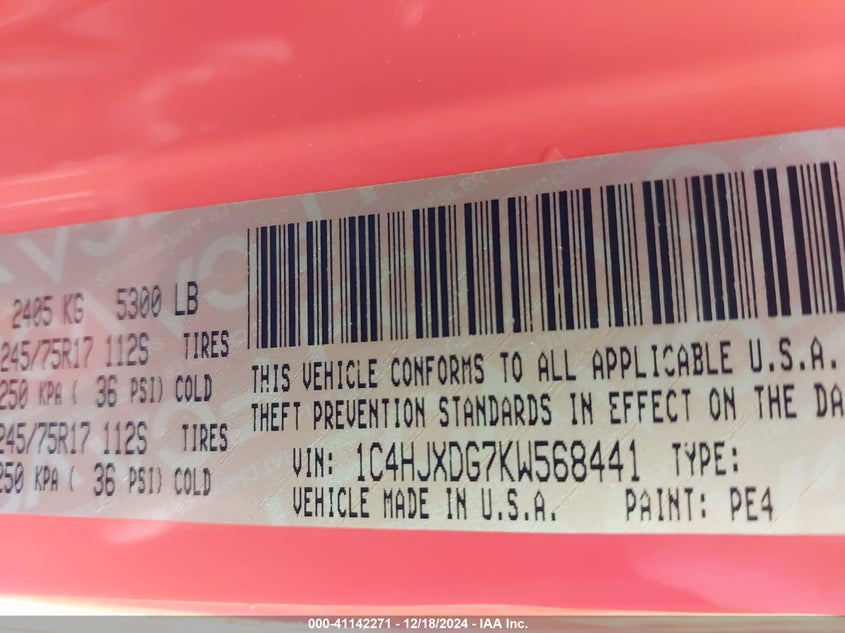 2405 KG 5300 LB
245/75R17 112S TIRES
250 KPA ( 36 PSI) COLD
245/75R17 112S TIRES
250 KPA ( 36 PSI) COLD
THIS VEHICLE CONFORMS TO ALL APPLICABLE U.S.A.
THEFT PREVENTION STANDARDS IN EFFECT ON THE DA
VIN: 1C4HJXDG7KW568441 TYPE:
VEHICLE MADE IN U.S.A. PAINT: PE4
000-41142271 - 12/18/2024 - IAA Inc.